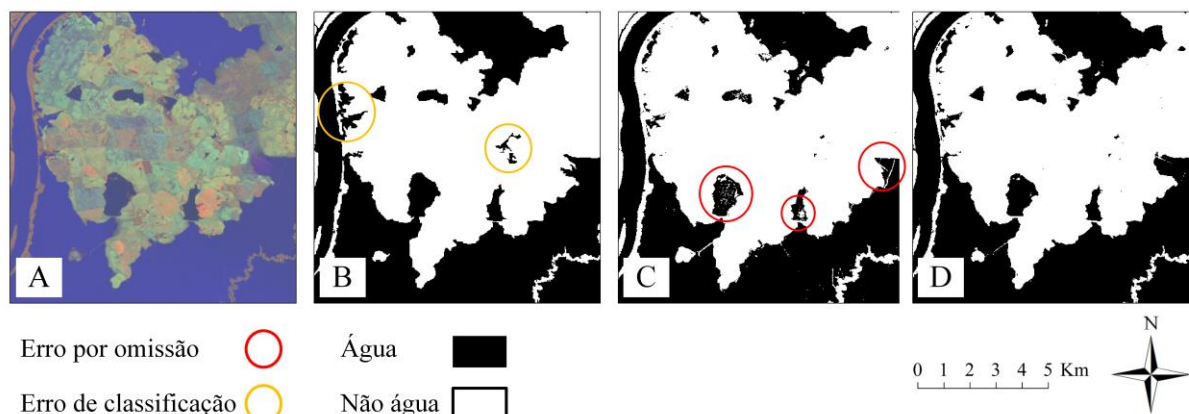 A
B
C
D
Erro por omissão
Água
N
0 1 2 3 4 5 Km
Erro de classificação
Não água